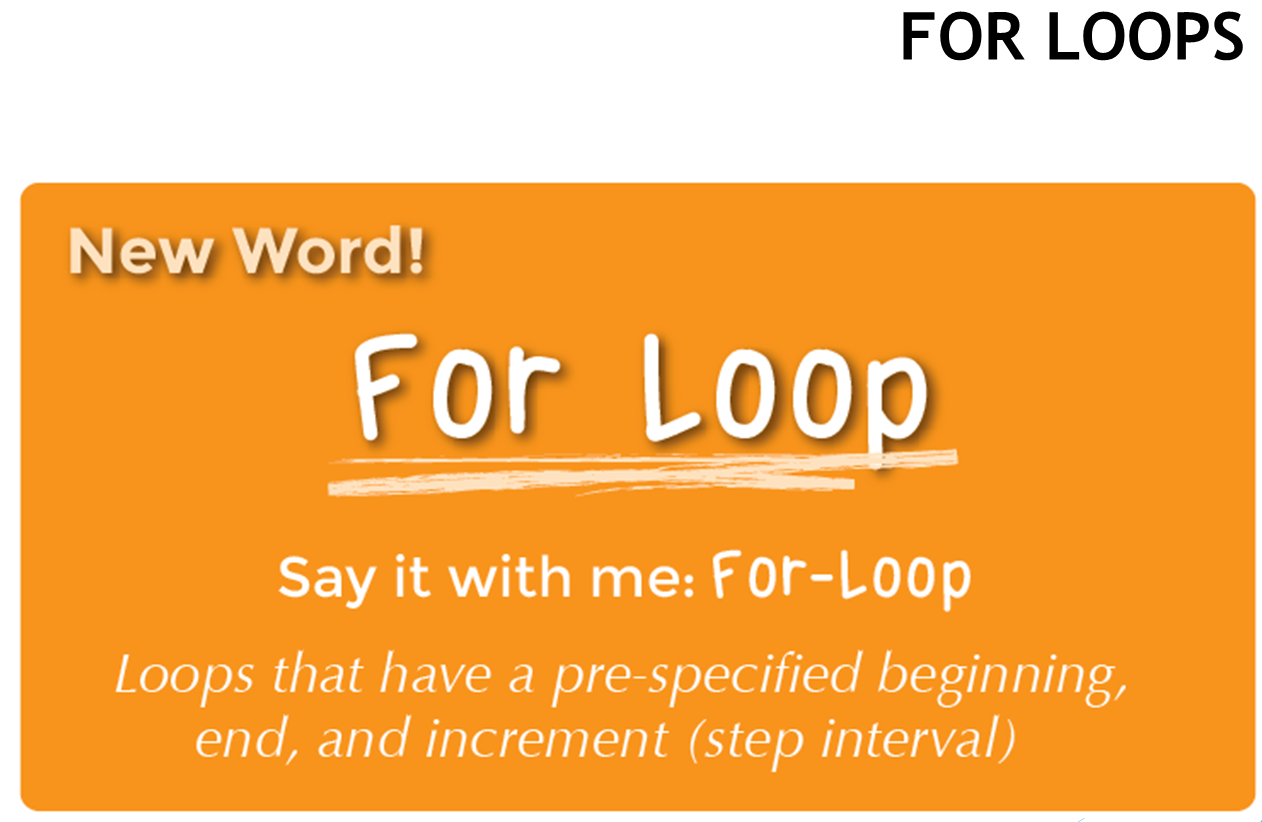 FOR LOOPS
New Word!
For Loop
Say it with me: For-Loop
Loops that have a pre-specified beginning,
end, and increment (step interval)